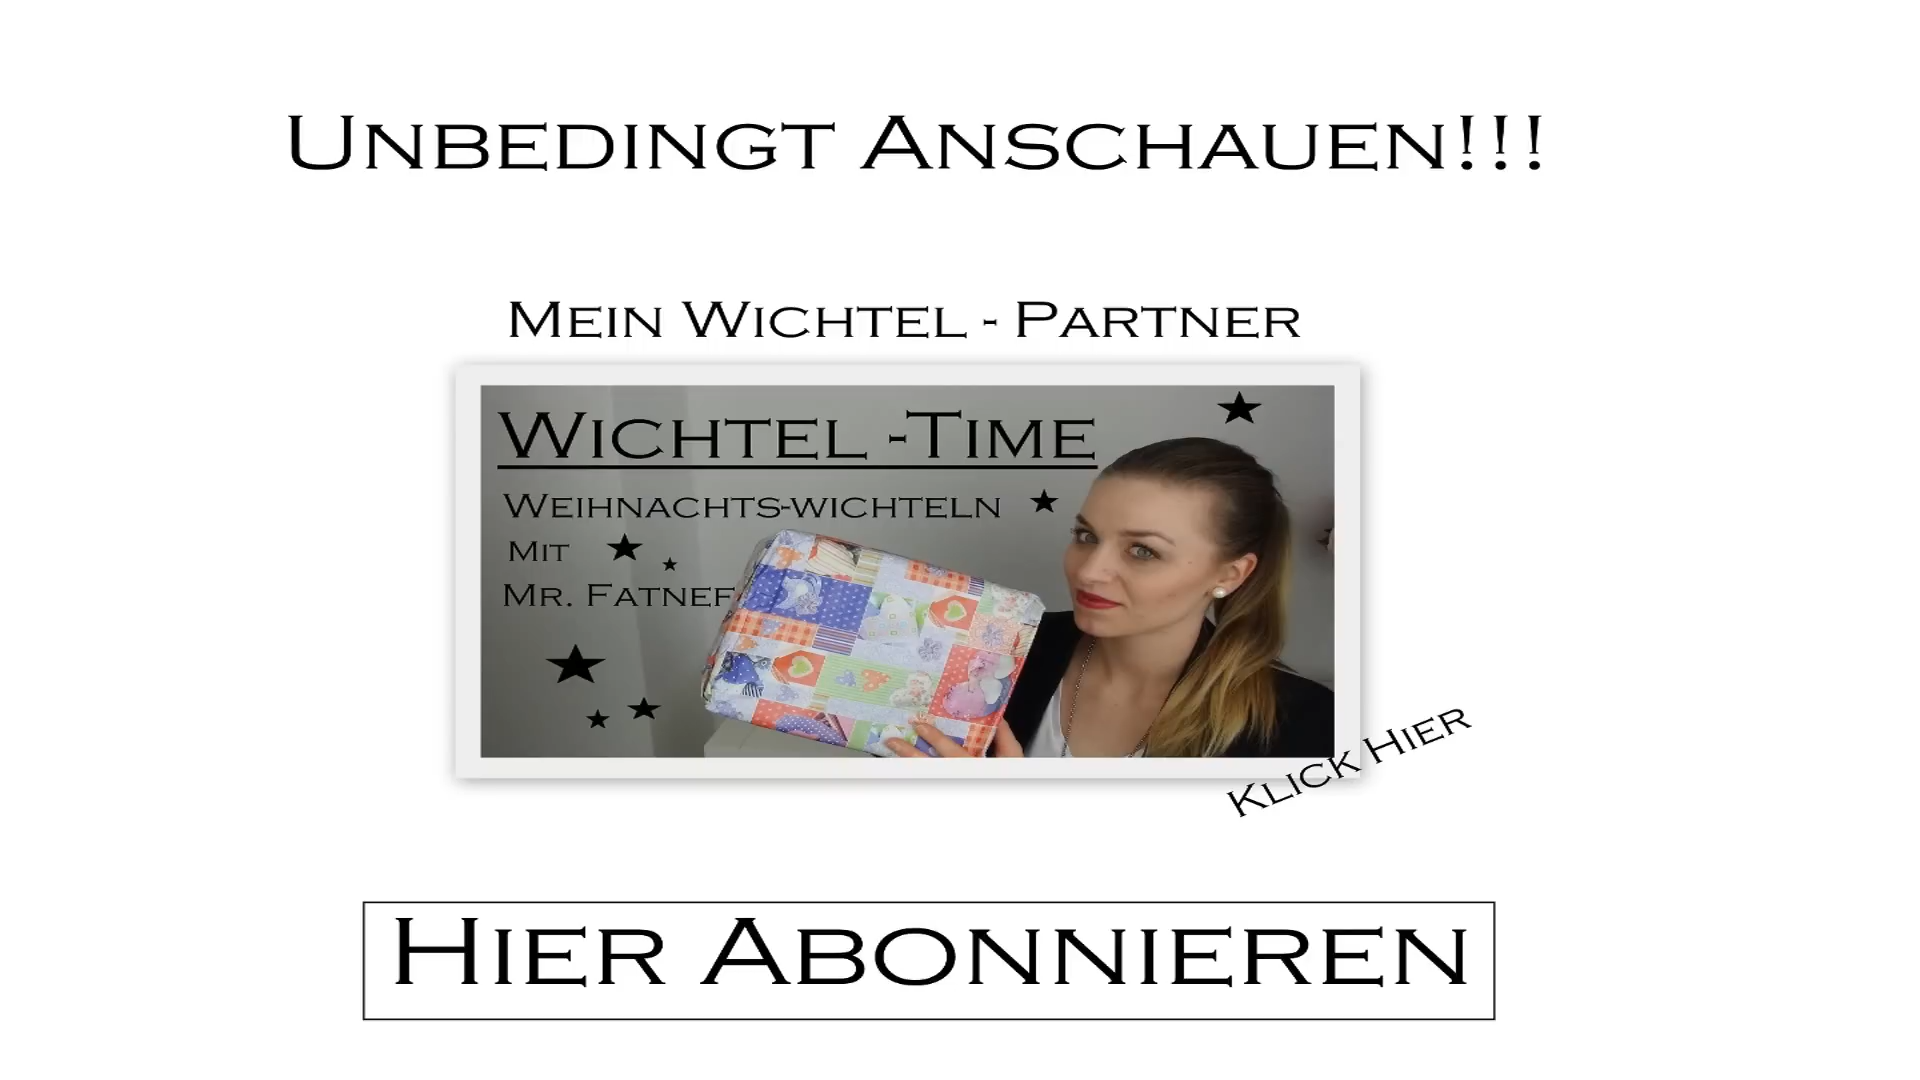 Unbedingt Anschauen!!!
Mein Wichtel - Partner
Wichtel -Time
Weihnachts-wichteln
Mit
Mr. Fatnef
Klick Hier
Hier Abonnieren